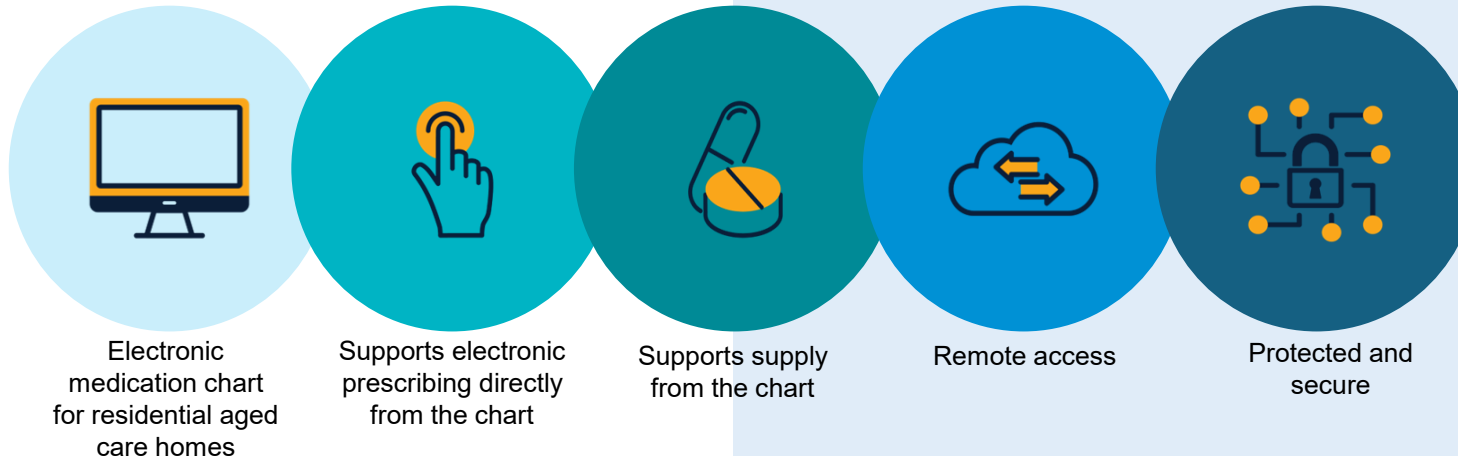 Electronic
medication chart
for residential aged
care homes
Supports electronic
prescribing directly
from the chart
Supports supply
from the chart
Remote access
Protected and
secure